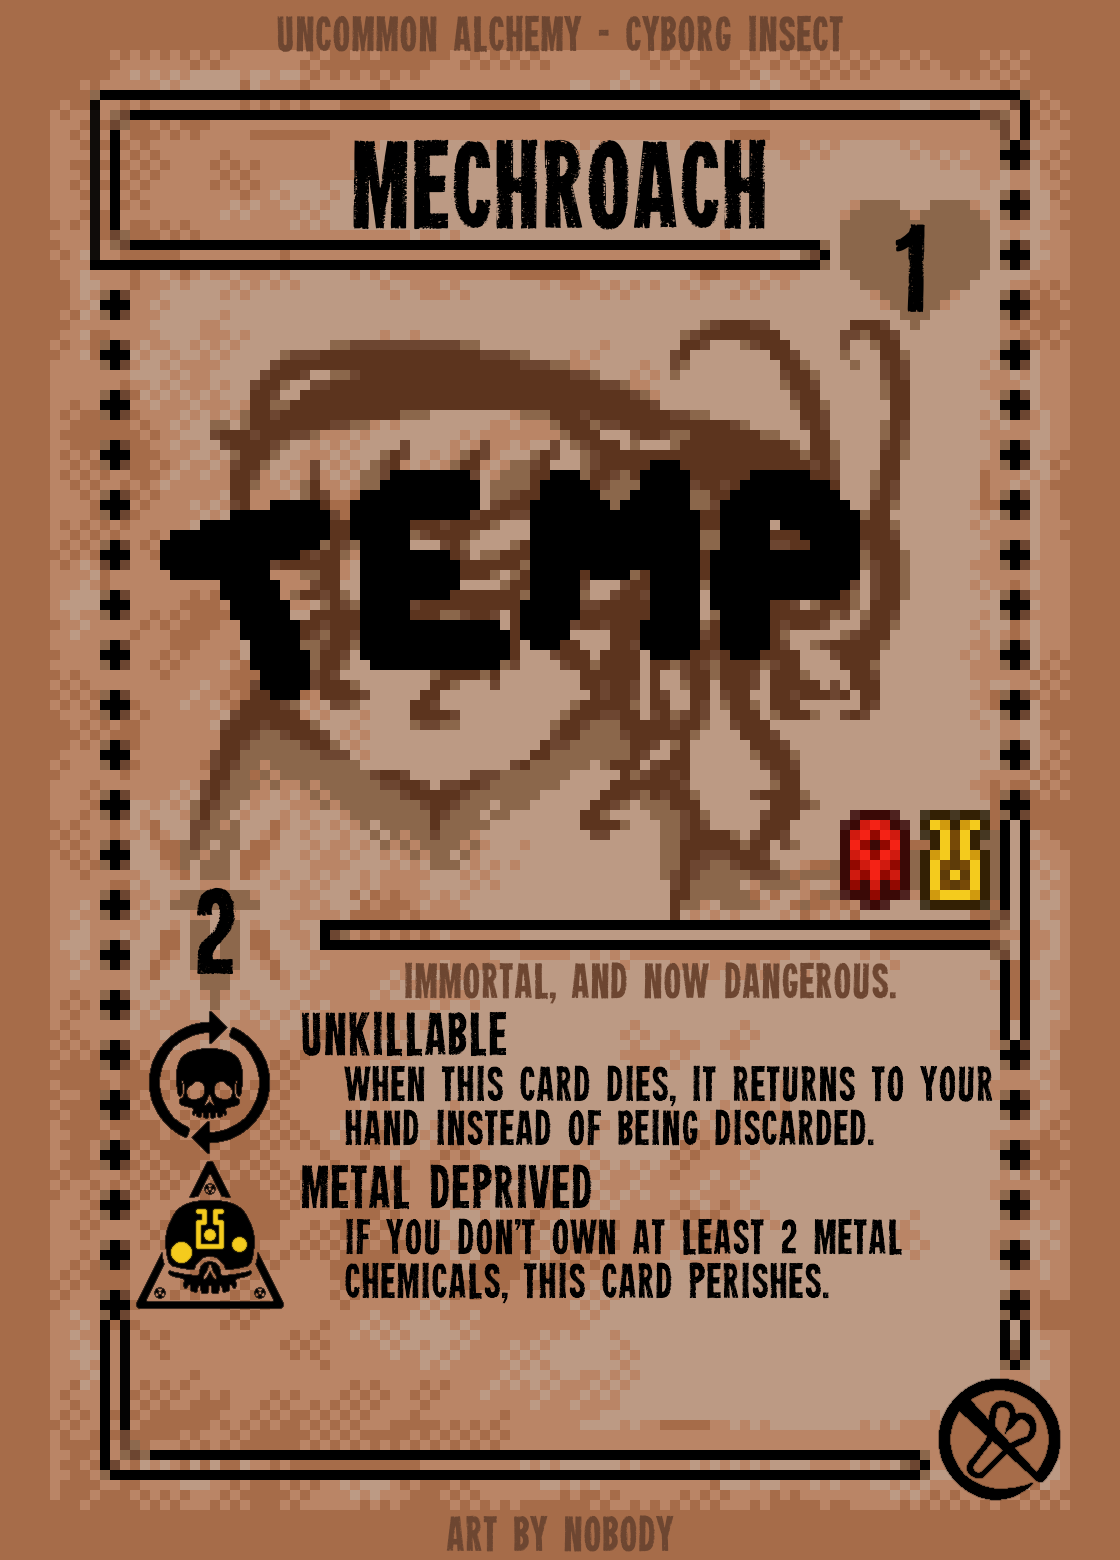 UNCOMMON ALCHEMY - CYBORG INSECT
MECHROACH
1
TEMP
2
IMMORTAL, AND NOW DANGEROUS.
UNKILLABLE
WHEN THIS CARD DIES, IT RETURNS TO YOUR
HAND INSTEAD OF BEING DISCARDED.
METAL DEPRIVED
IF YOU DON'T OWN AT LEAST 2 METAL
CHEMICALS, THIS CARD PERISHES.
ART BY NOBODY